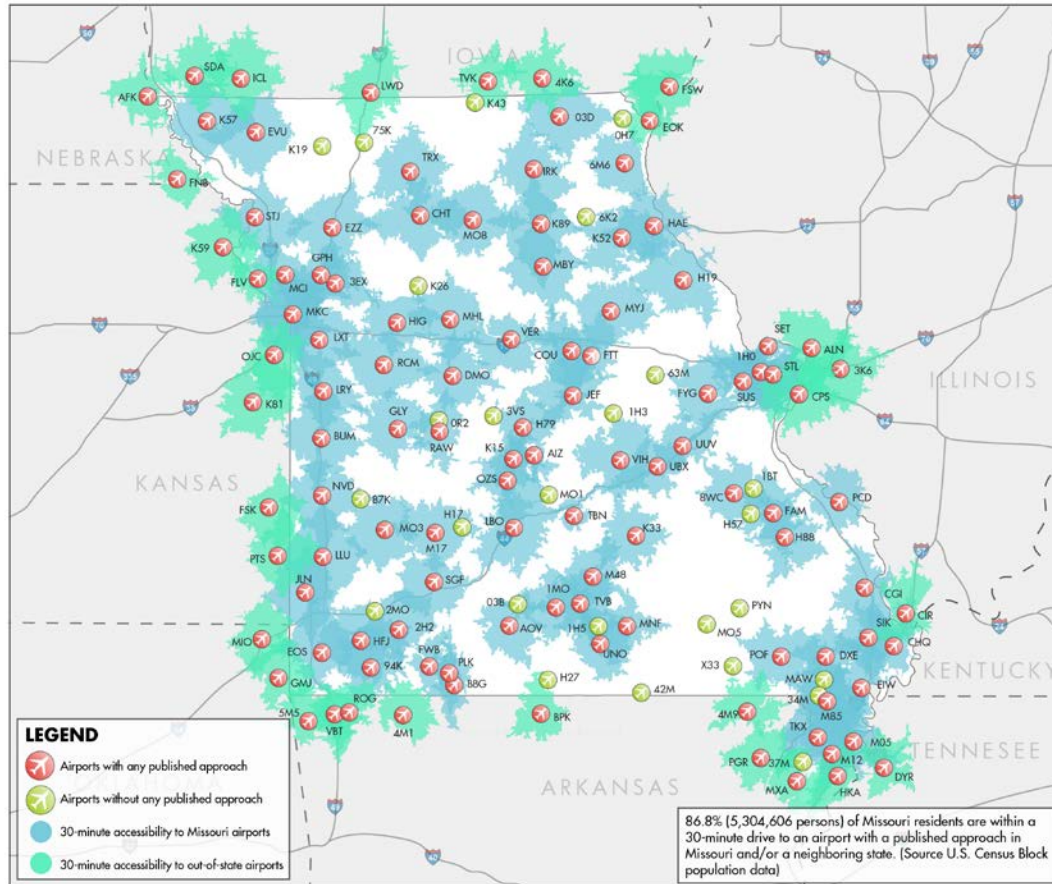 IOWA
SDA
ICL
LWD
TVK
4K6
FSW
AFK
K43
K57
EVU
75K
03D
0H7
EOK
K19
NEBRASKA
TRX
IRK
6M6
FNB
STJ
CHT
MO8
K89
6K2
HAE
EZZ
K52
K59
GPH
MBY
FLV
MCI
3EX
K26
H19
MKC
HIG
MHL
MYJ
LXT
VER
SET
OJC
COU
FTT
1H0
ALN
RCM
DMO
63M
STL
3K6
LRY
JEF
FYG
SUS
CPS
ILLINOIS
K81
GLY
0R2
3VS
1H3
H79
BUM
RAW
UUV
K15
AIZ
VIH
UBX
KANSAS
OZS
1BT
NVD
B7K
MO1
8WC
PCD
FSK
H17
H57
FAM
MO3
LBO
TBN
M17
K33
H88
PTS
LLU
JLN
SGF
M48
CGI
2MO
03B
1MO
TVB
PYN
CIR
2H2
SIK
MIO
HFJ
AOV
1H5
MNF
MO5
CHQ
EOS
FWB
UNO
POF
DXE
94K
PLK
X33
KENTUCKY
GMJ
BBG
H27
MAW
EIW
42M
34M
5M5
ROG
4M9
M85
VBT
4M1
BPK
TKX
M05
TENNESEE
PGR
37M
M12
DYR
OKLAHOMA
ARKANSAS
MXA
HKA
LEGEND
Airports with any published approach
Airports without any published approach
30-minute accessibility to Missouri airports
30-minute accessibility to out-of-state airports
86.8% (5,304,606 persons) of Missouri residents are within a
30-minute drive to an airport with a published approach in
Missouri and/or a neighboring state. (Source U.S. Census Block
population data)